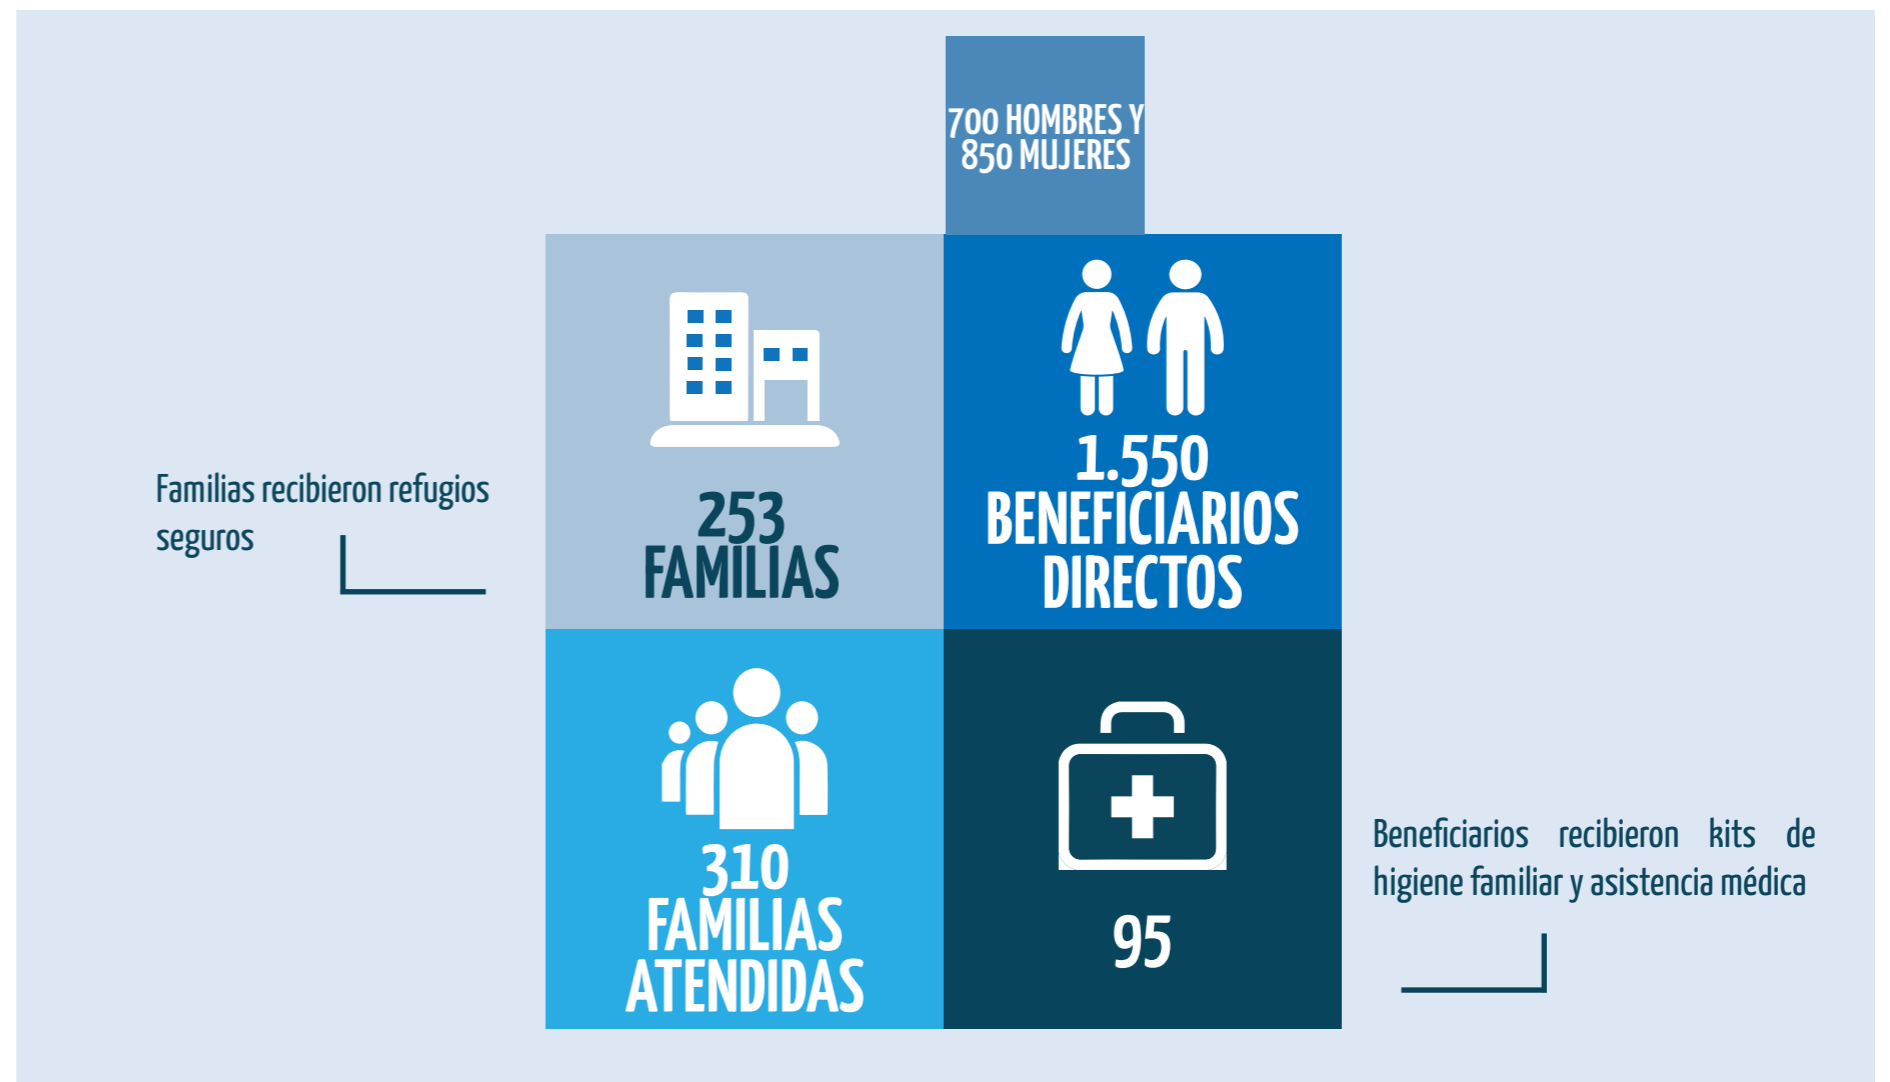 700 HOMBRES Y
850 MUJERES
Familias recibieron refugios
seguros
253
FAMILIAS
1.550
BENEFICIARIOS
DIRECTOS
310
FAMILIAS
ATENDIDAS
95
Beneficiarios recibieron kits de
higiene familiar y asistencia médica